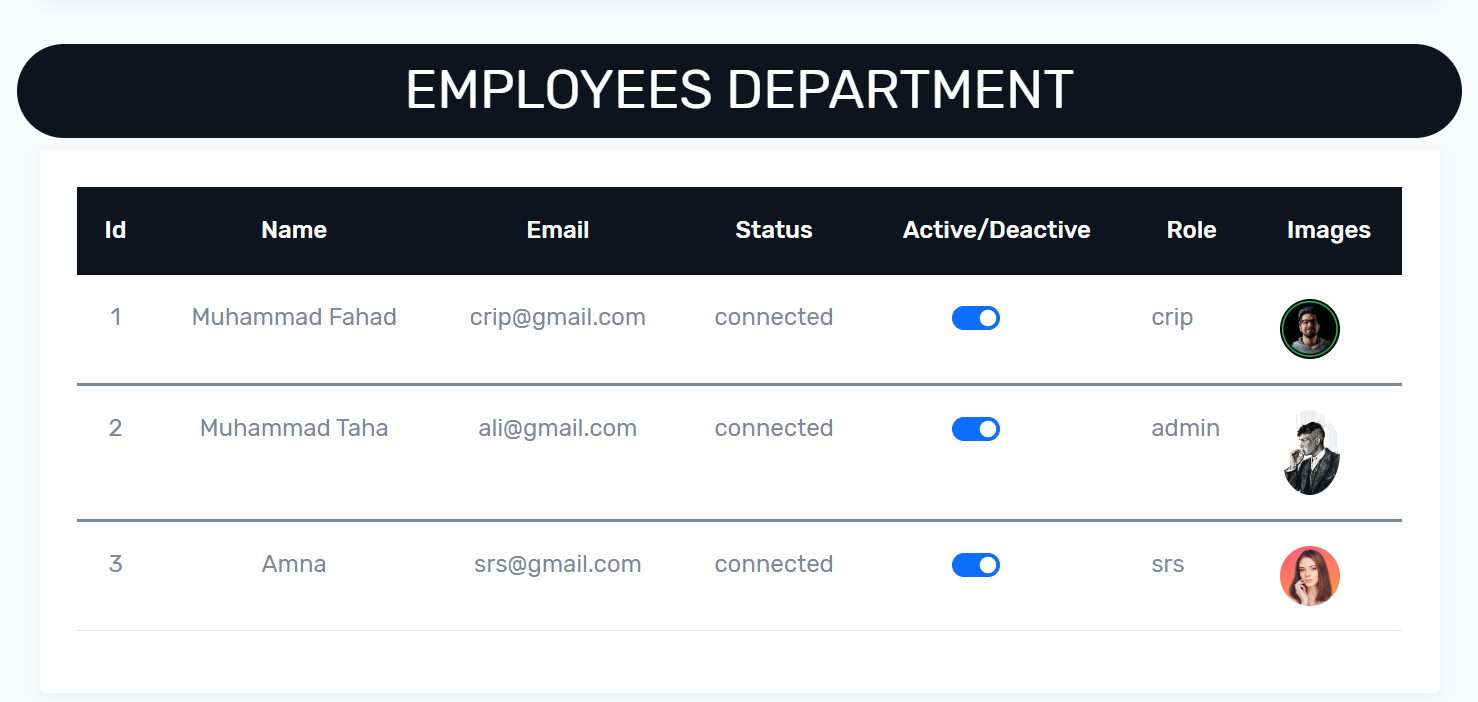 EMPLOYEES DEPARTMENT
Id Name Email Status Active/Deactive Role Images
1 Muhammad Fahad crip@gmail.com connected crip
2 Muhammad Taha ali@gmail.com connected admin
3 Amna srs@gmail.com connected srs